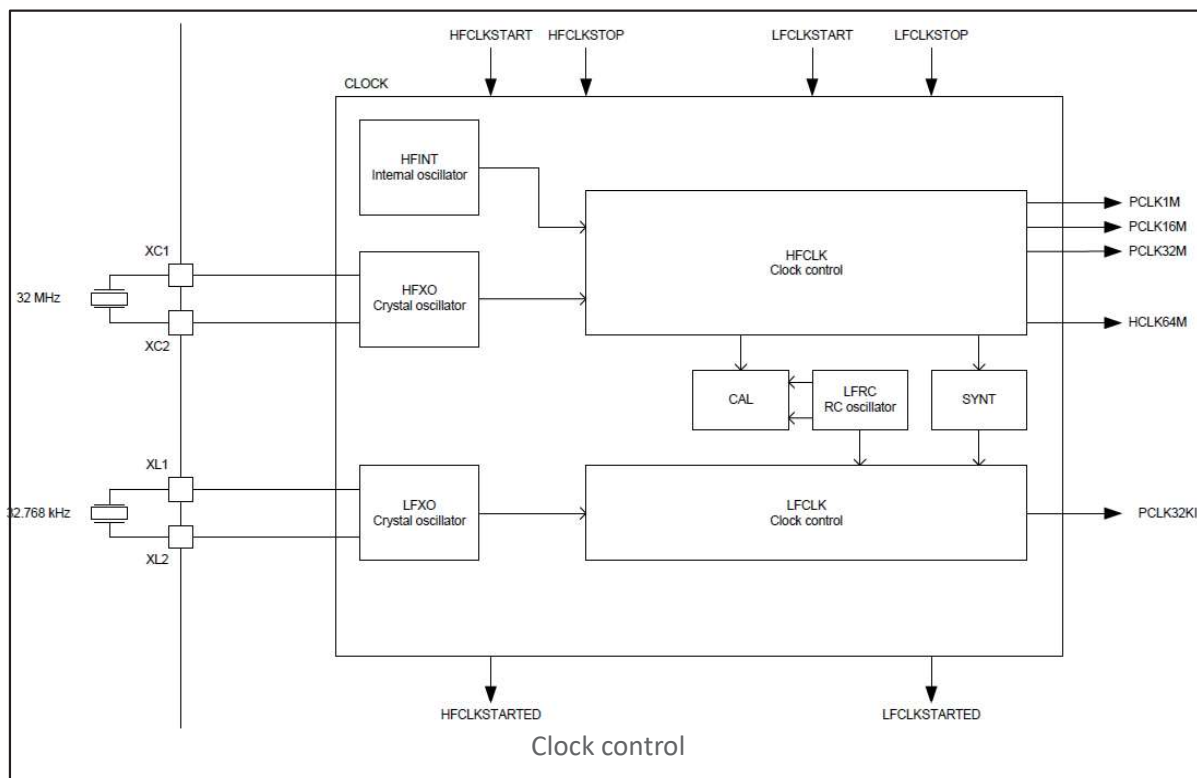 HFCLKSTART HFCLKSTOP LFCLKSTART LFCLKSTOP
CLOCK
HFINT
Internal oscillator
PCLK1M
PCLK16M
XC1
PCLK32M
HFXO
Crystal oscillator
HFCLK
Clock control
32 MHz
HCLK64M
XC2
CAL
LFRC
RC oscillator
SYNT
XL1
LFXO
Crystal oscillator
LFCLK
Clock control
32.768 kHz
PCLK32KI
XL2
HFCLKSTARTED LFCLKSTARTED
Clock control